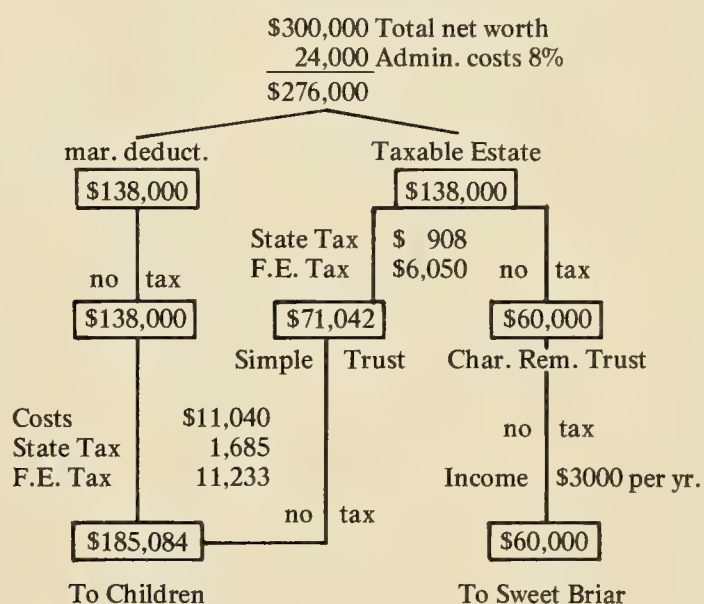 $300,000 Total net worth
24,000 Admin. costs 8%
$276,000
mar. deduct. Taxable Estate
$138,000 $138,000
State Tax $ 908
F.E. Tax $6,050
no tax no tax
$138,000 $71,042 $60,000
Simple Trust Char. Rem. Trust
Costs $11,040
State Tax 1,685
F.E. Tax 11,233
no tax
Income $3000 per yr.
no tax
$185,084 $60,000
To Children To Sweet Briar